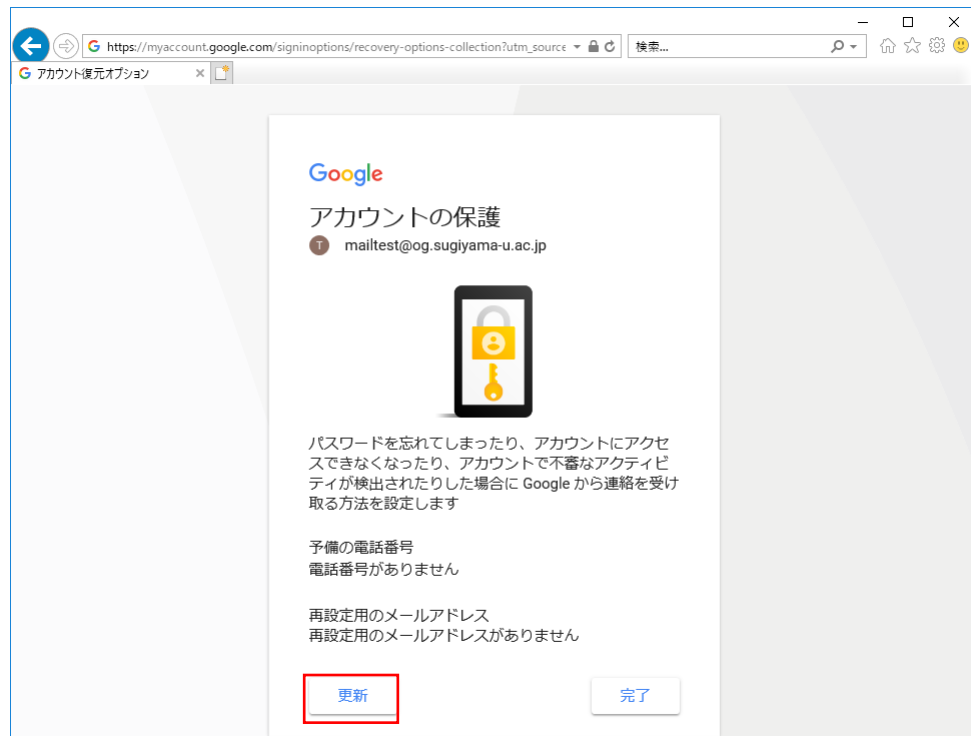 https://myaccount.google.com/signinoptions/recovery-options-collection?utm_source
検索...
アカウント復元オプション
Google
アカウントの保護
T mailtest@og.sugiyama-u.ac.jp
パスワードを忘れてしまったり、アカウントにアクセ
スできなくなったり、アカウントで不審なアクティビ
ティが検出されたりした場合に Google から連絡を受け
取る方法を設定します
予備の電話番号
電話番号がありません
再設定用のメールアドレス
再設定用のメールアドレスがありません
更新 完了